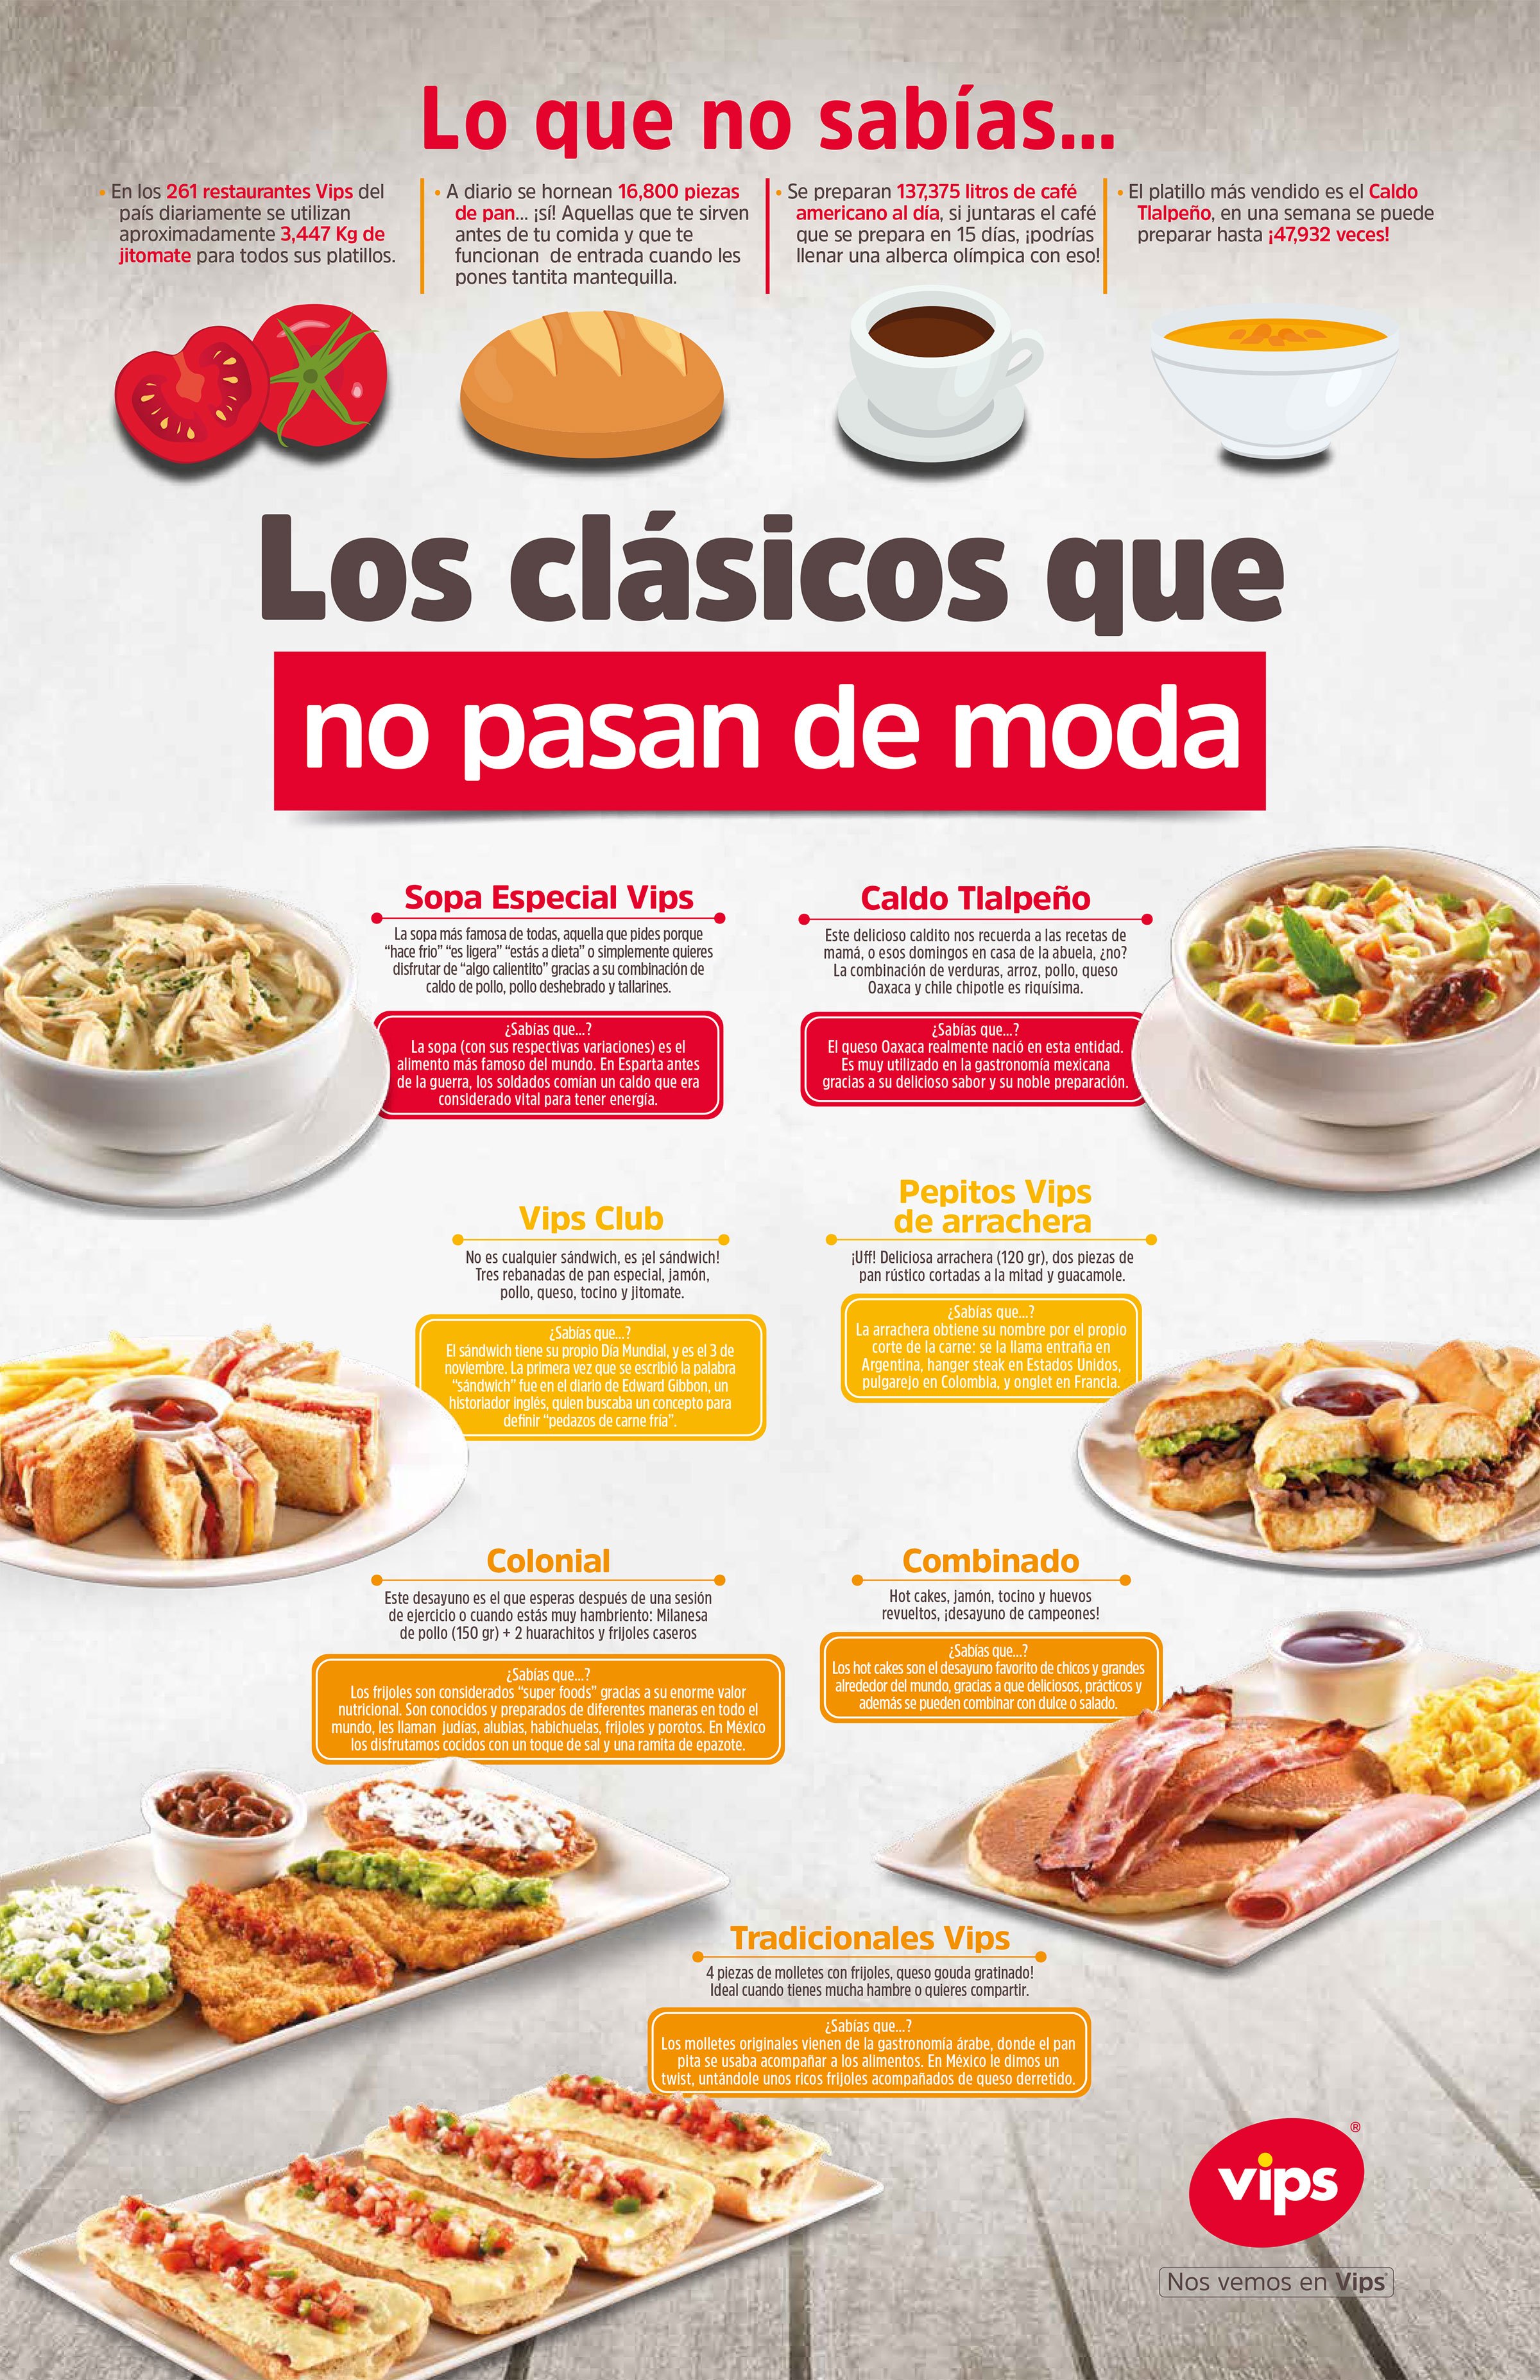 Lo que no sabías...
• En los 261 restaurantes Vips del
país diariamente se utilizan
aproximadamente 3,447 Kg de
jitomate para todos sus platillos.
• A diario se hornean 16,800 piezas
de pan... ¡sí! Aquellas que te sirven
antes de tu comida y que te
funcionan de entrada cuando les
pones tantita mantequilla.
• Se preparan 137,375 litros de café
americano al día, si juntaras el café
que se prepara en 15 días, ¡podrías
llenar una alberca olímpica con eso!
• El platillo más vendido es el Caldo
Tlalpeño, en una semana se puede
preparar hasta ¡47,932 veces!
Los clásicos que
no pasan de moda
Sopa Especial Vips
La sopa más famosa de todas, aquella que pides porque
“hace frio” “es ligera” “estás a dieta” o simplemente quieres
disfrutar de “algo calientito” gracias a su combinación de
caldo de pollo, pollo deshebrado y tallarines.
¿Sabías que...?
La sopa (con sus respectivas variaciones) es el
alimento más famoso del mundo. En Esparta antes
de la guerra, los soldados comían un caldo que era
considerado vital para tener energía.
Caldo Tlalpeño
Este delicioso caldito nos recuerda a las recetas de
mamá, o esos domingos en casa de la abuela, ¿no?
La combinación de verduras, arroz, pollo, queso
Oaxaca y chile chipotle es riquísima.
¿Sabías que...?
El queso Oaxaca realmente nació en esta entidad.
Es muy utilizado en la gastronomía mexicana
gracias a su delicioso sabor y su noble preparación.
Vips Club
No es cualquier sándwich, es ¡el sándwich!
Tres rebanadas de pan especial, jamón,
pollo, queso, tocino y jitomate.
¿Sabías que...?
El sándwich tiene su propio Día Mundial, y es el 3 de
noviembre. La primera vez que se escribió la palabra
“sándwich” fue en el diario de Edward Gibbon, un
historiador inglés, quien buscaba un concepto para
definir “pedazos de carne fría”.
Pepitos Vips
de arrachera
¡Uff! Deliciosa arrachera (120 gr), dos piezas de
pan rústico cortadas a la mitad y guacamole.
¿Sabías que...?
La arrachera obtiene su nombre por el propio
corte de la carne: se la llama entraña en
Argentina, hanger steak en Estados Unidos,
pulgarejo en Colombia, y onglet en Francia.
Colonial
Este desayuno es el que esperas después de una sesión
de ejercicio o cuando estás muy hambriento: Milanesa
de pollo (150 gr) + 2 huarachitos y frijoles caseros
¿Sabías que...?
Los frijoles son considerados “super foods” gracias a su enorme valor
nutricional. Son conocidos y preparados de diferentes maneras en todo el
mundo, les llaman judías, alubias, habichuelas, frijoles y porotos. En México
los disfrutamos cocidos con un toque de sal y una ramita de epazote.
Combinado
Hot cakes, jamón, tocino y huevos
revueltos, ¡desayuno de campeones!
¿Sabías que...?
Los hot cakes son el desayuno favorito de chicos y grandes
alrededor del mundo, gracias a que deliciosos, prácticos y
además se pueden combinar con dulce o salado.
Tradicionales Vips
4 piezas de molletes con frijoles, queso gouda gratinado!
Ideal cuando tienes mucha hambre o quieres compartir.
¿Sabías que...?
Los molletes originales vienen de la gastronomía árabe, donde el pan
pita se usaba acompañar a los alimentos. En México le dimos un
twist, untándole unos ricos frijoles acompañados de queso derretido.
vips®
Nos vemos en Vips